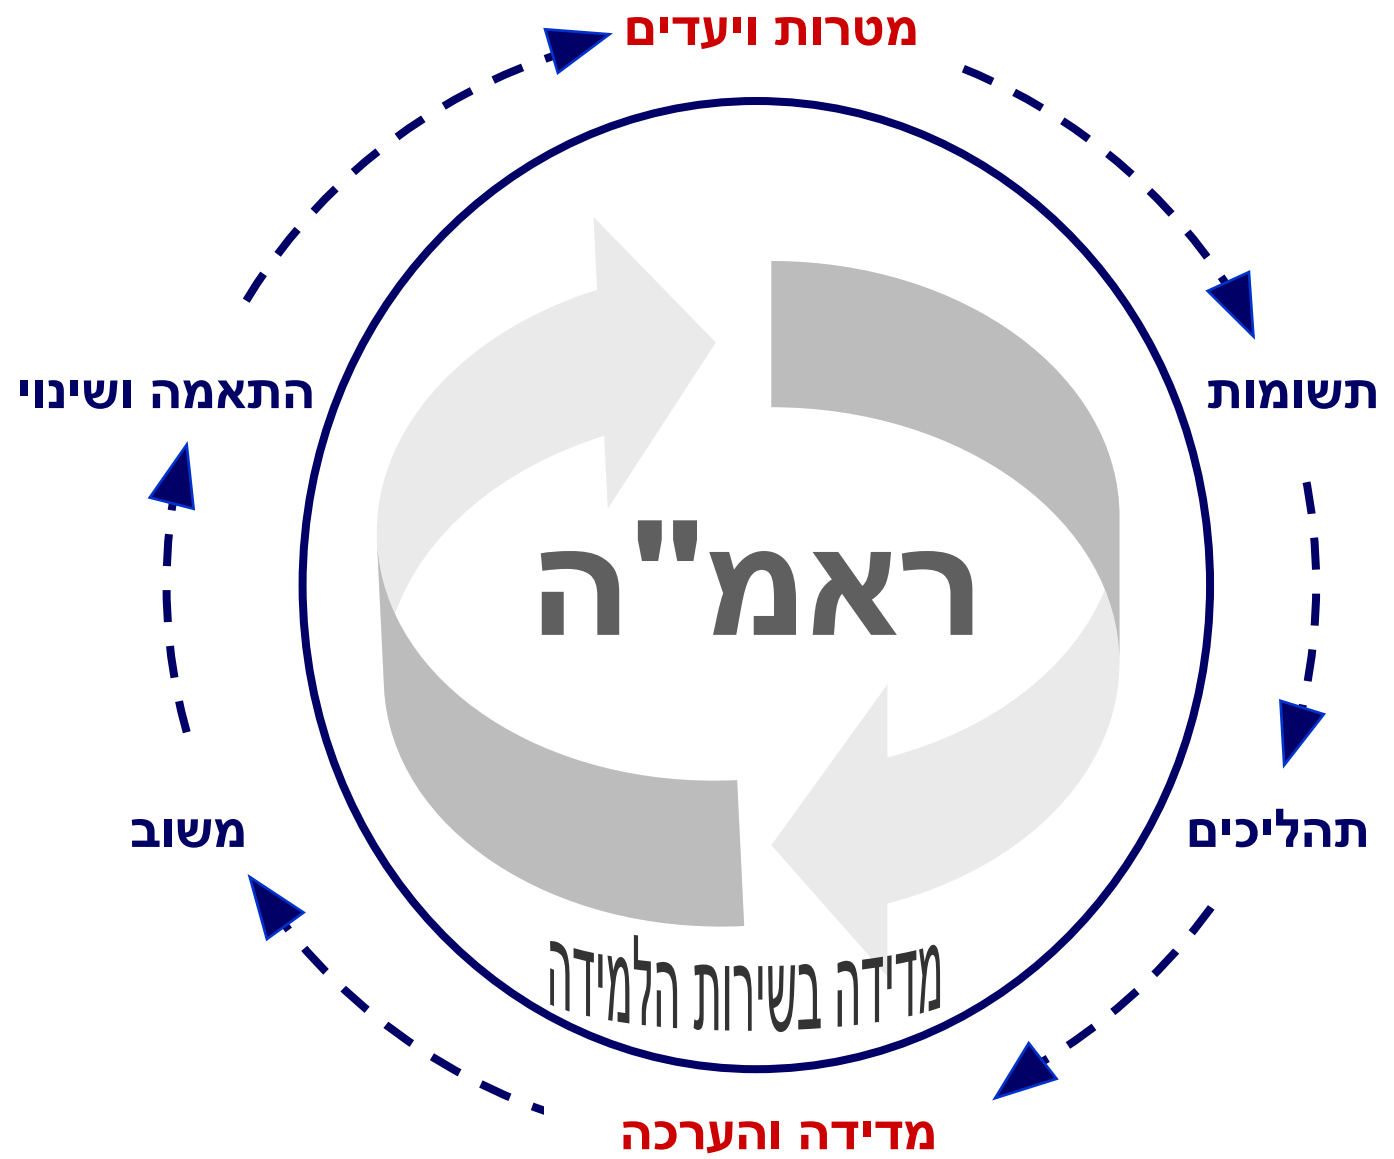 מטרות ויעדים
התאמה ושינוי
תשומות
ראמ"ה
משוב
תהליכים
מדידה בשירות הלמידה
מדידה והערכה